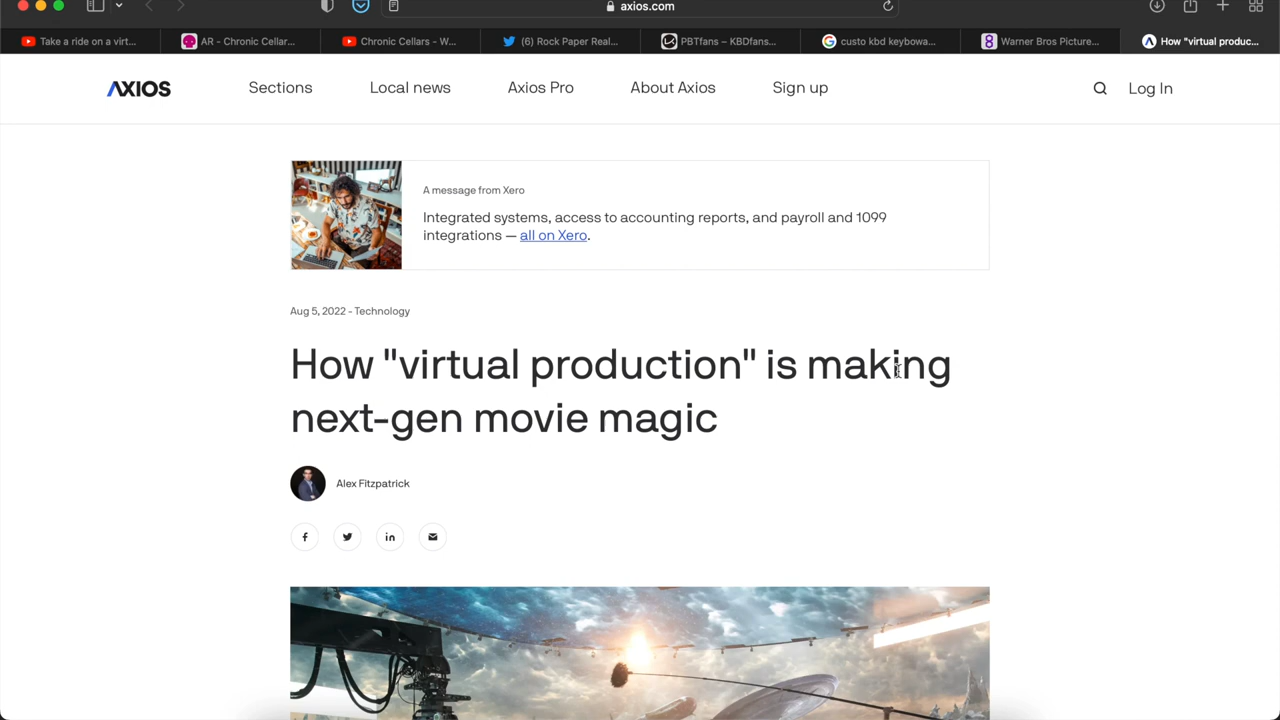 axios.com
Take a ride on a virt...
AR - Chronic Cellar...
Chronic Cellars - W...
(6) Rock Paper Real...
PBTfans – KBDfans...
custo kbd keybowa...
Warner Bros Picture...
How "virtual produc...
AXIOS
Sections
Local news
Axios Pro
About Axios
Sign up
Log In
A message from Xero
Integrated systems, access to accounting reports, and payroll and 1099
integrations — all on Xero.
Aug 5, 2022 - Technology
How "virtual production" is making
next-gen movie magic
Alex Fitzpatrick